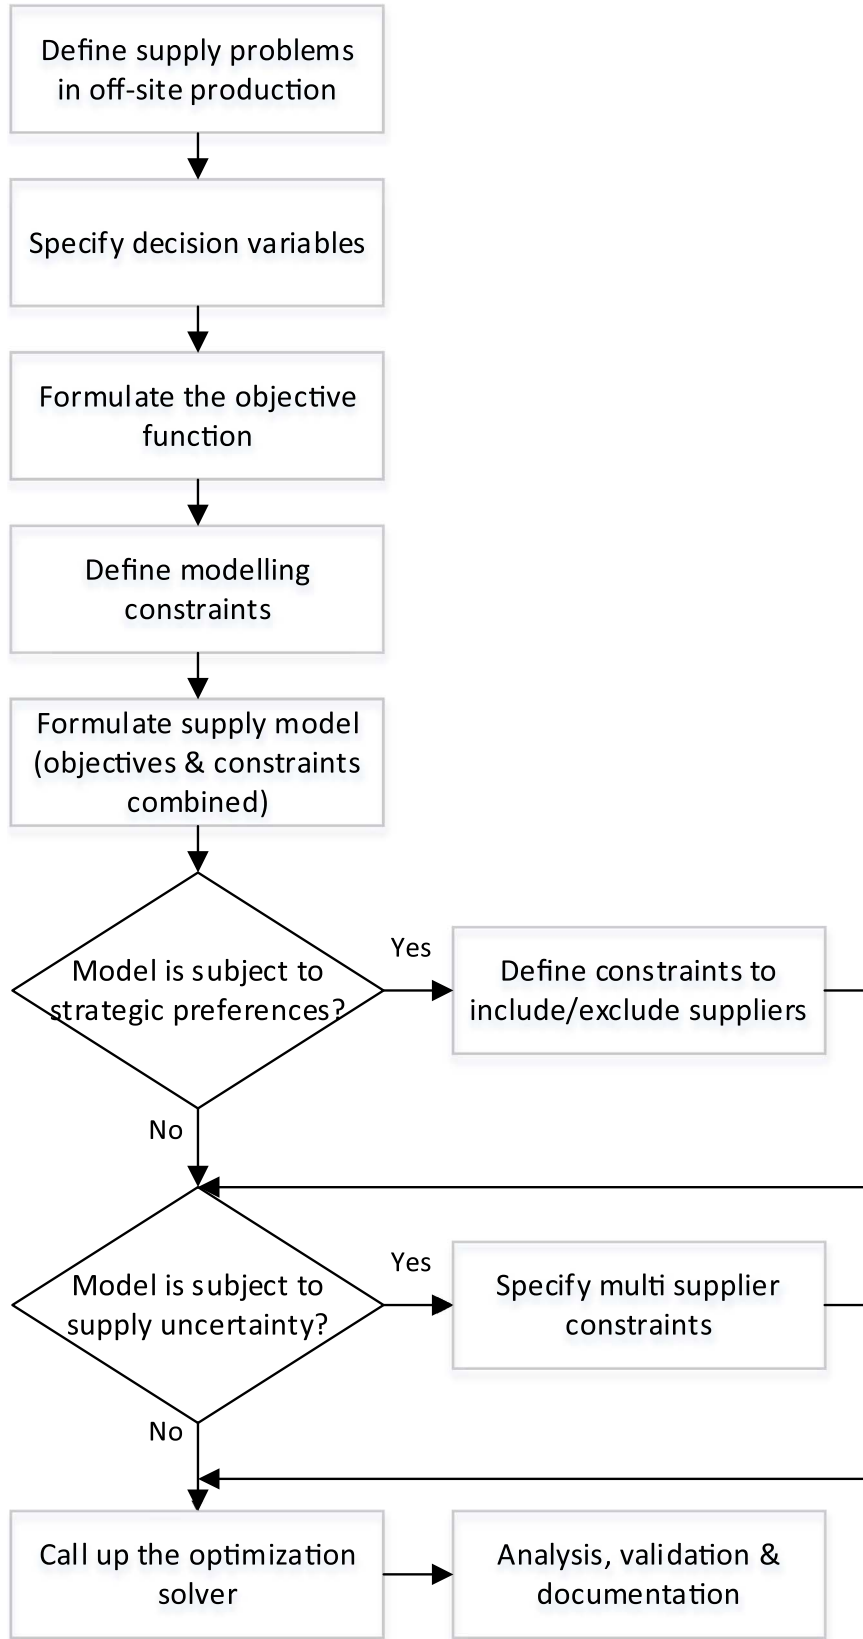 Define supply problems
in off-site production
Specify decision variables
Formulate the objective
function
Define modelling
constraints
Formulate supply model
(objectives & constraints
combined)
Model is subject to
strategic preferences?
Yes
Define constraints to
include/exclude suppliers
No
Model is subject to
supply uncertainty?
Yes
Specify multi supplier
constraints
No
Call up the optimization
solver
Analysis, validation &
documentation